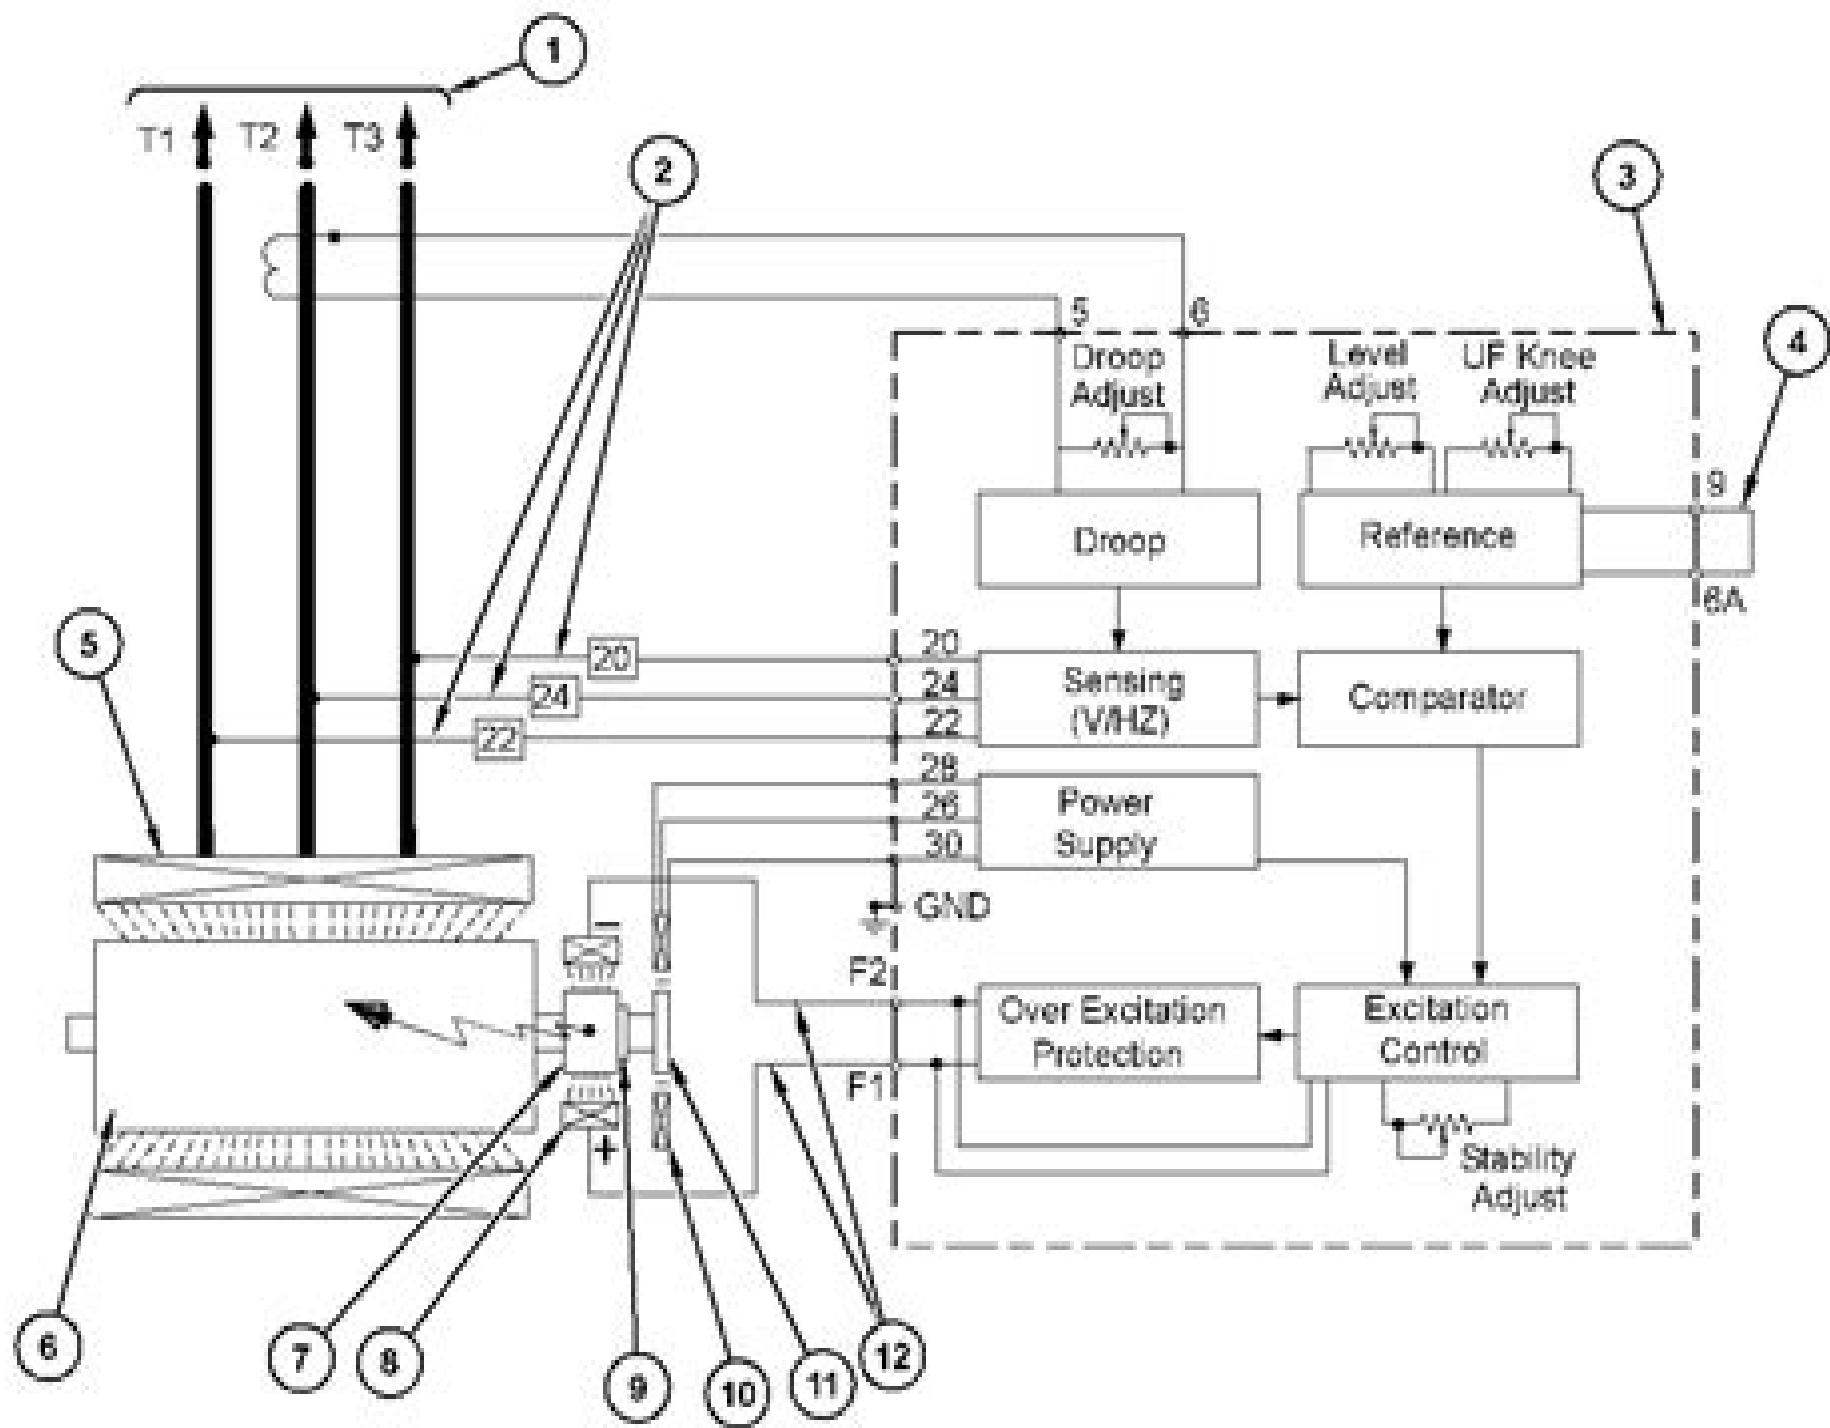 1
T1 T2 T3
2
3
5 6
4
Droop
Adjust
Level
Adjust
UF Knee
Adjust
9
Droop
Reference
6A
5
20 20
24 24
22 22
Sensing
(V/HZ)
Comparator
28
26
30
Power
Supply
GND
−
F2
Over Excitation
Protection
Excitation
Control
F1
+
Stability
Adjust
6 7 8 9 10 11 12